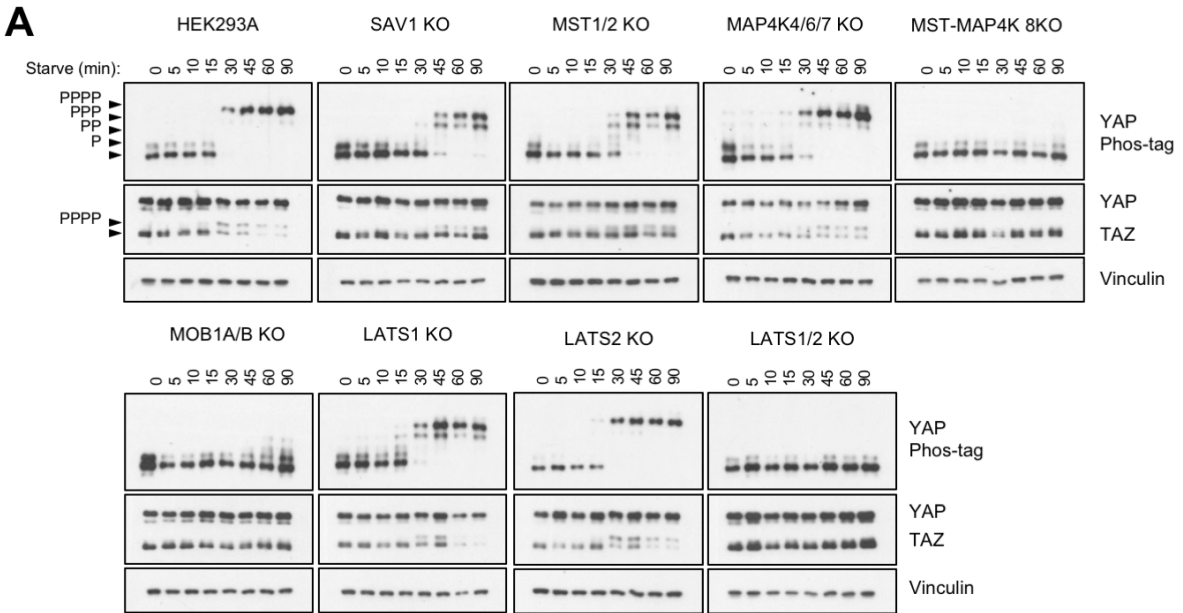 A
HEK293A SAV1 KO MST1/2 KO MAP4K4/6/7 KO MST-MAP4K 8KO
Starve (min): 0 5 10 15 30 45 60 90 0 5 10 15 30 45 60 90 0 5 10 15 30 45 60 90 0 5 10 15 30 45 60 90 0 5 10 15 30 45 60 90
PPPP
PPP
PP
P
YAP
Phos-tag
YAP
PPPP
TAZ
Vinculin
MOB1A/B KO LATS1 KO LATS2 KO LATS1/2 KO
0 5 10 15 30 45 60 90 0 5 10 15 30 45 60 90 0 5 10 15 30 45 60 90 0 5 10 15 30 45 60 90
YAP
Phos-tag
YAP
TAZ
Vinculin